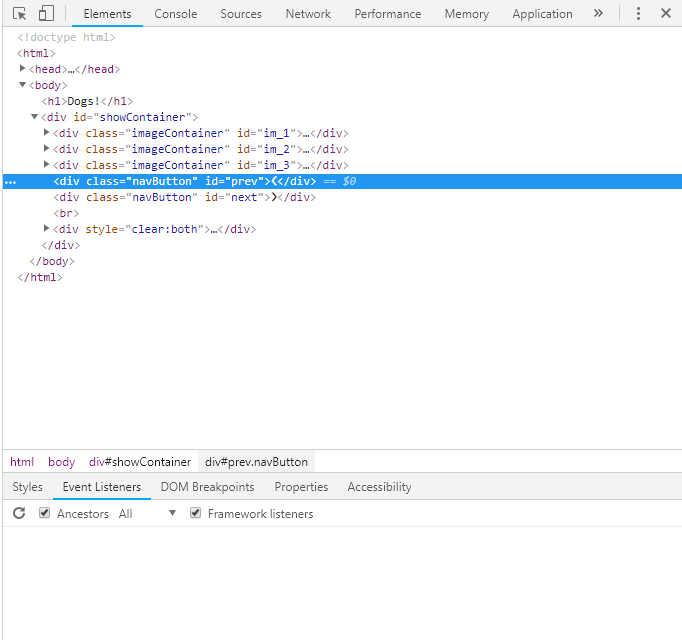 Elements Console Sources Network Performance Memory Application »
<!doctype html>
<html>
<head>…</head>
<body>
<h1>Dogs!</h1>
<div id="showContainer">
<div class="imageContainer" id="im_1">…</div>
<div class="imageContainer" id="im_2">…</div>
<div class="imageContainer" id="im_3">…</div>
… <div class="navButton" id="prev">❮</div> == $0
<div class="navButton" id="next">❯</div>
<br>
<div style="clear:both">…</div>
</div>
</body>
</html>
html body div#showContainer div#prev.navButton
Styles Event Listeners DOM Breakpoints Properties Accessibility
Ancestors All Framework listeners